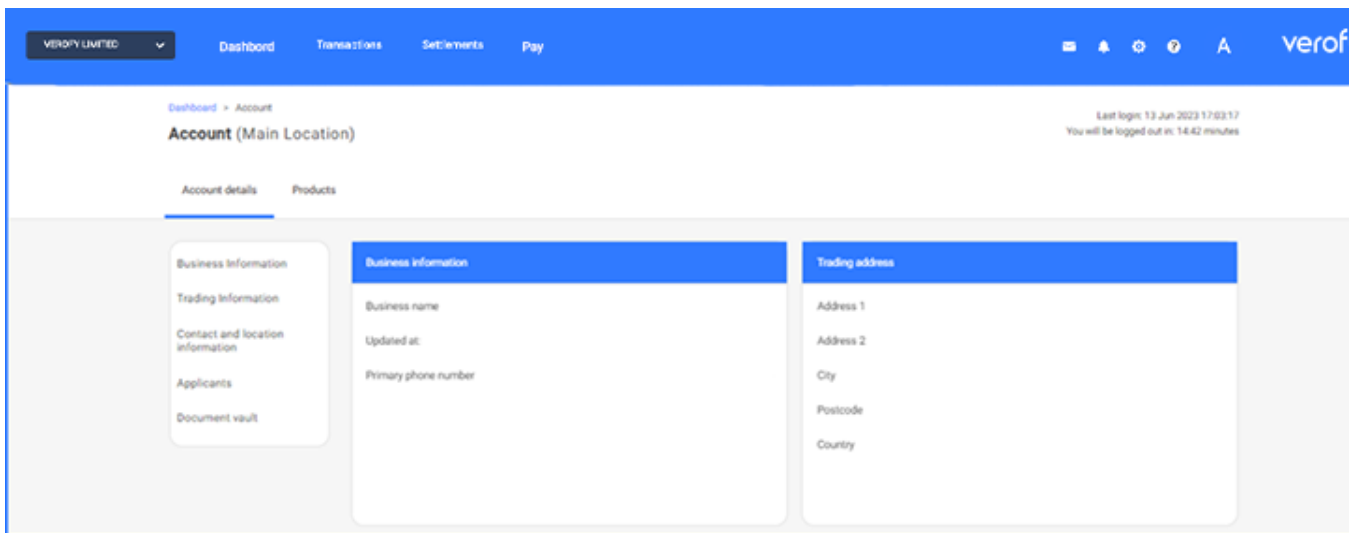 VEROFY LIMITED Dashbord Transactions Settlements Pay A verof
Dashboard > Account
Account (Main Location)
Last login: 13 Jun 2023 17:03:17
You will be logged out in: 14:42 minutes
Account details Products
Business Information
Trading Information
Contact and location
information
Applicants
Document vault
Business information
Business name
Updated at:
Primary phone number
Trading address
Address 1
Address 2
City
Postcode
Country